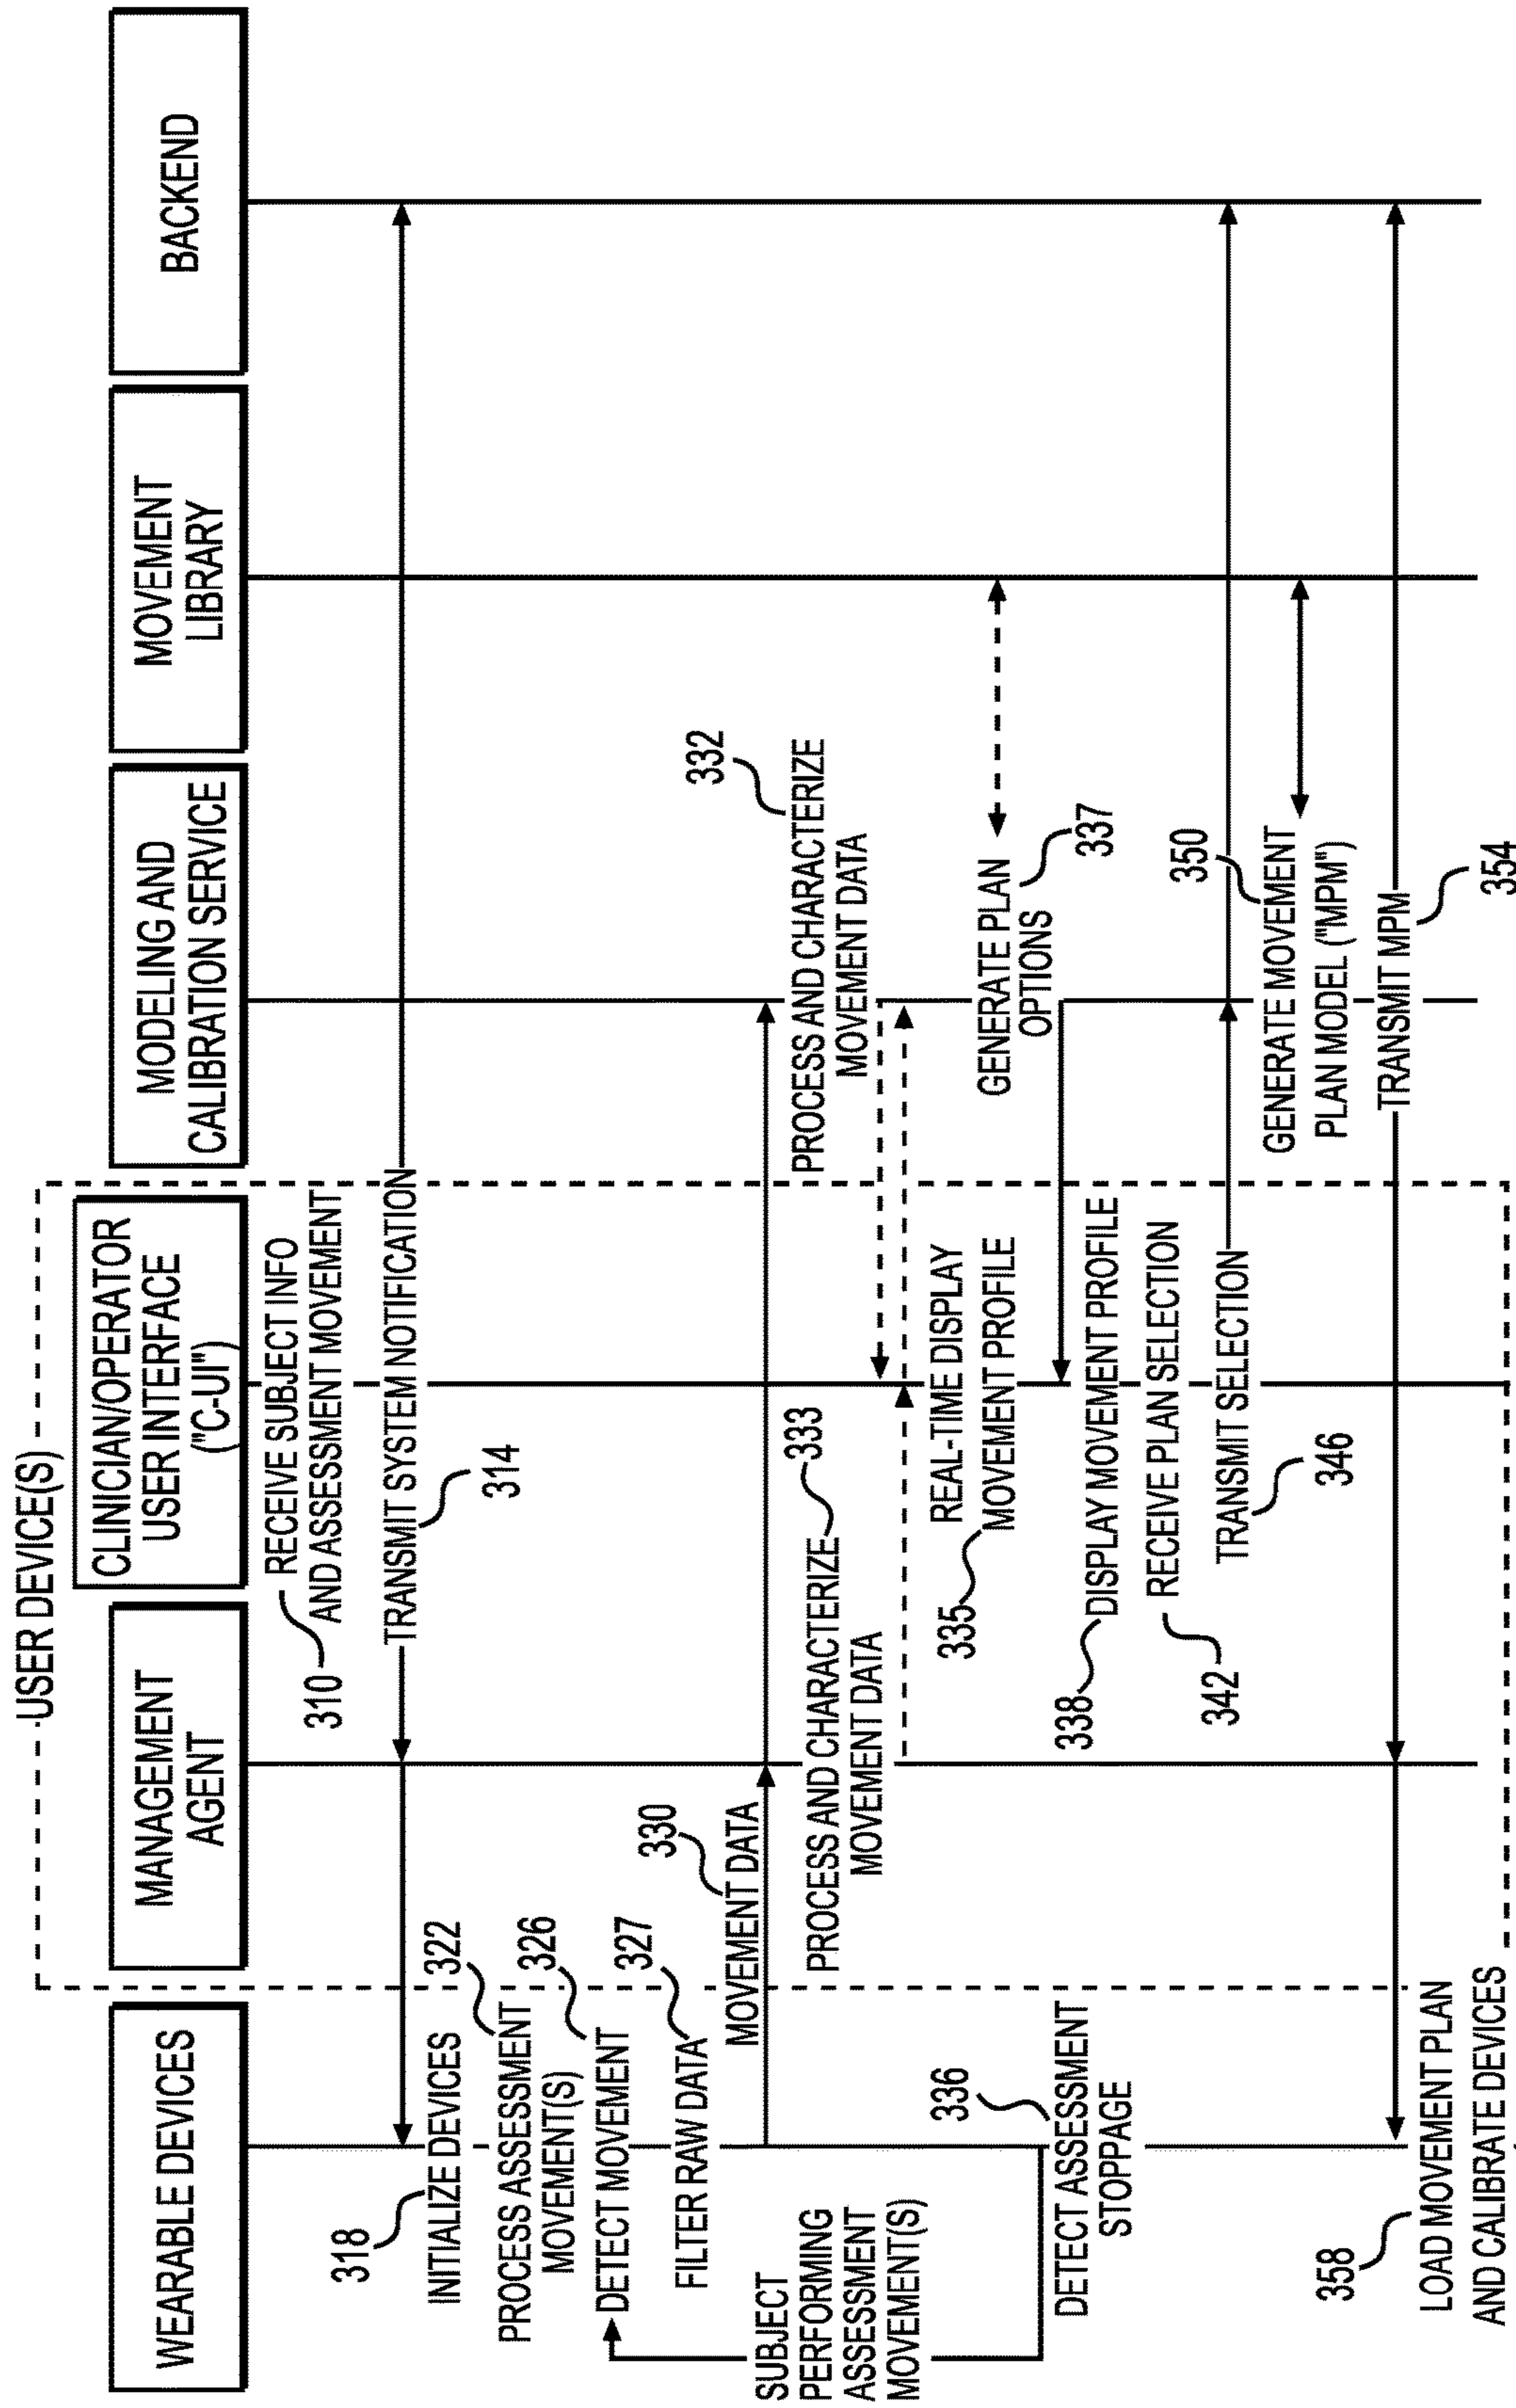 USER DEVICE(S)
WEARABLE DEVICES
MANAGEMENT
AGENT
CLINICIAN/OPERATOR
USER INTERFACE
("C-UI")
MODELING AND
CALIBRATION SERVICE
MOVEMENT
LIBRARY
BACKEND
310
RECEIVE SUBJECT INFO
AND ASSESSMENT MOVEMENT
TRANSMIT SYSTEM NOTIFICATION
314
318
INITIALIZE DEVICES
322
PROCESS ASSESSMENT
MOVEMENT(S)
326
DETECT MOVEMENT
327
FILTER RAW DATA
330
MOVEMENT DATA
SUBJECT
PERFORMING
ASSESSMENT
MOVEMENT(S)
332
PROCESS AND CHARACTERIZE
MOVEMENT DATA
333
PROCESS AND CHARACTERIZE
MOVEMENT DATA
335
REAL-TIME DISPLAY
MOVEMENT PROFILE
336
DETECT ASSESSMENT
STOPPAGE
GENERATE PLAN
OPTIONS
337
338
DISPLAY MOVEMENT PROFILE
342
RECEIVE PLAN SELECTION
TRANSMIT SELECTION
346
350
GENERATE MOVEMENT
PLAN MODEL ("MPM")
TRANSMIT MPM
354
358
LOAD MOVEMENT PLAN
AND CALIBRATE DEVICES